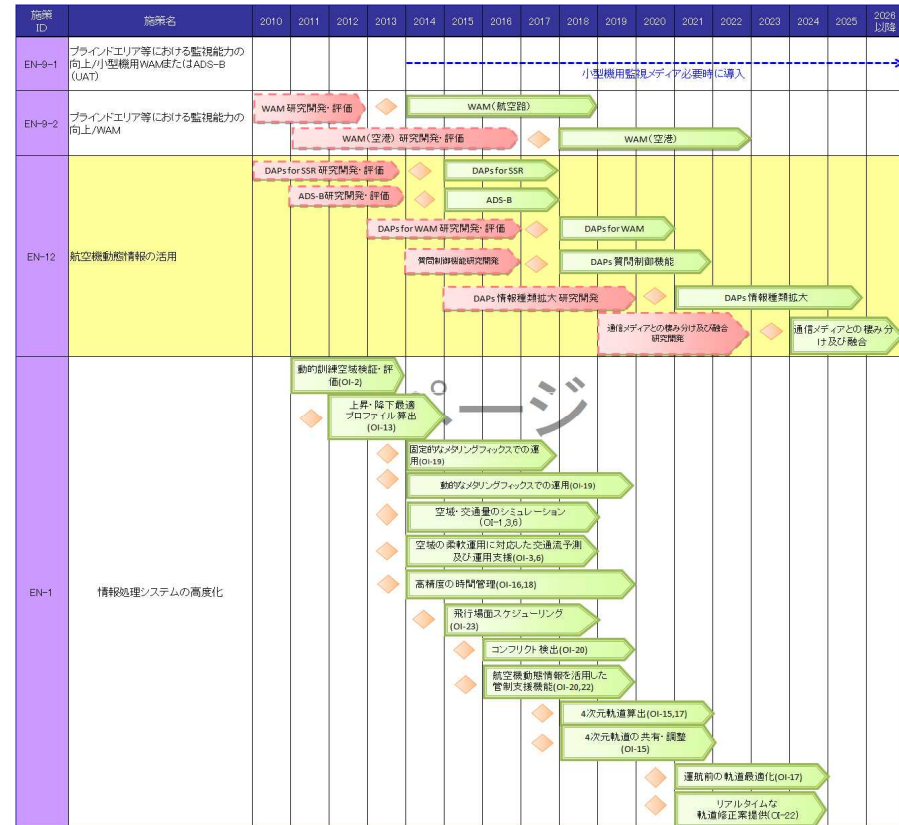 施策
ID
施策名
2010
2011
2012
2013
2014
2015
2016
2017
2018
2019
2020
2021
2022
2023
2024
2025
2026
以降
EN-9-1
ブラインドエリア等における監視能力の
向上/小型機用WAMまたはADS-B
(UAT)
小型機用監視メディア必要時に導入
EN-9-2
ブラインドエリア等における監視能力の
向上/WAM
WAM 研究開発・評価
WAM(航空路)
WAM(空港) 研究開発・評価
WAM(空港)
EN-12
航空機動態情報の活用
DAPs for SSR 研究開発・評価
DAPs for SSR
ADS-B研究開発・評価
ADS-B
DAPs for WAM 研究開発・評価
DAPs for WAM
質問制御機能研究開発
DAPs 質問制御機能
DAPs 情報種類拡大 研究開発
DAPs 情報種類拡大
通信メディアとの棲み分け及び融合
研究開発
通信メディアとの棲み分
け及び融合
EN-1
情報処理システムの高度化
動的訓練空域検証・評
価(OI-2)
上昇・降下最適
プロファイル算出
(OI-13)
ページ
固定的なメタリングフィックスでの運
用(OI-19)
動的なメタリングフィックスでの運用(OI-19)
空域・交通量のシミュレーション
(OI-1,3,6)
空域の柔軟運用に対応した交通流予測
及び運用支援(OI-3,6)
高精度の時間管理(OI-16,18)
飛行場面スケジューリング
(OI-23)
コンフリクト検出(OI-20)
航空機動態情報を活用した
管制支援機能(OI-20,22)
4次元軌道算出(OI-15,17)
4次元軌道の共有・調整
(OI-15)
運航前の軌道最適化(OI-17)
リアルタイムな
軌道修正案提供(OI-22)